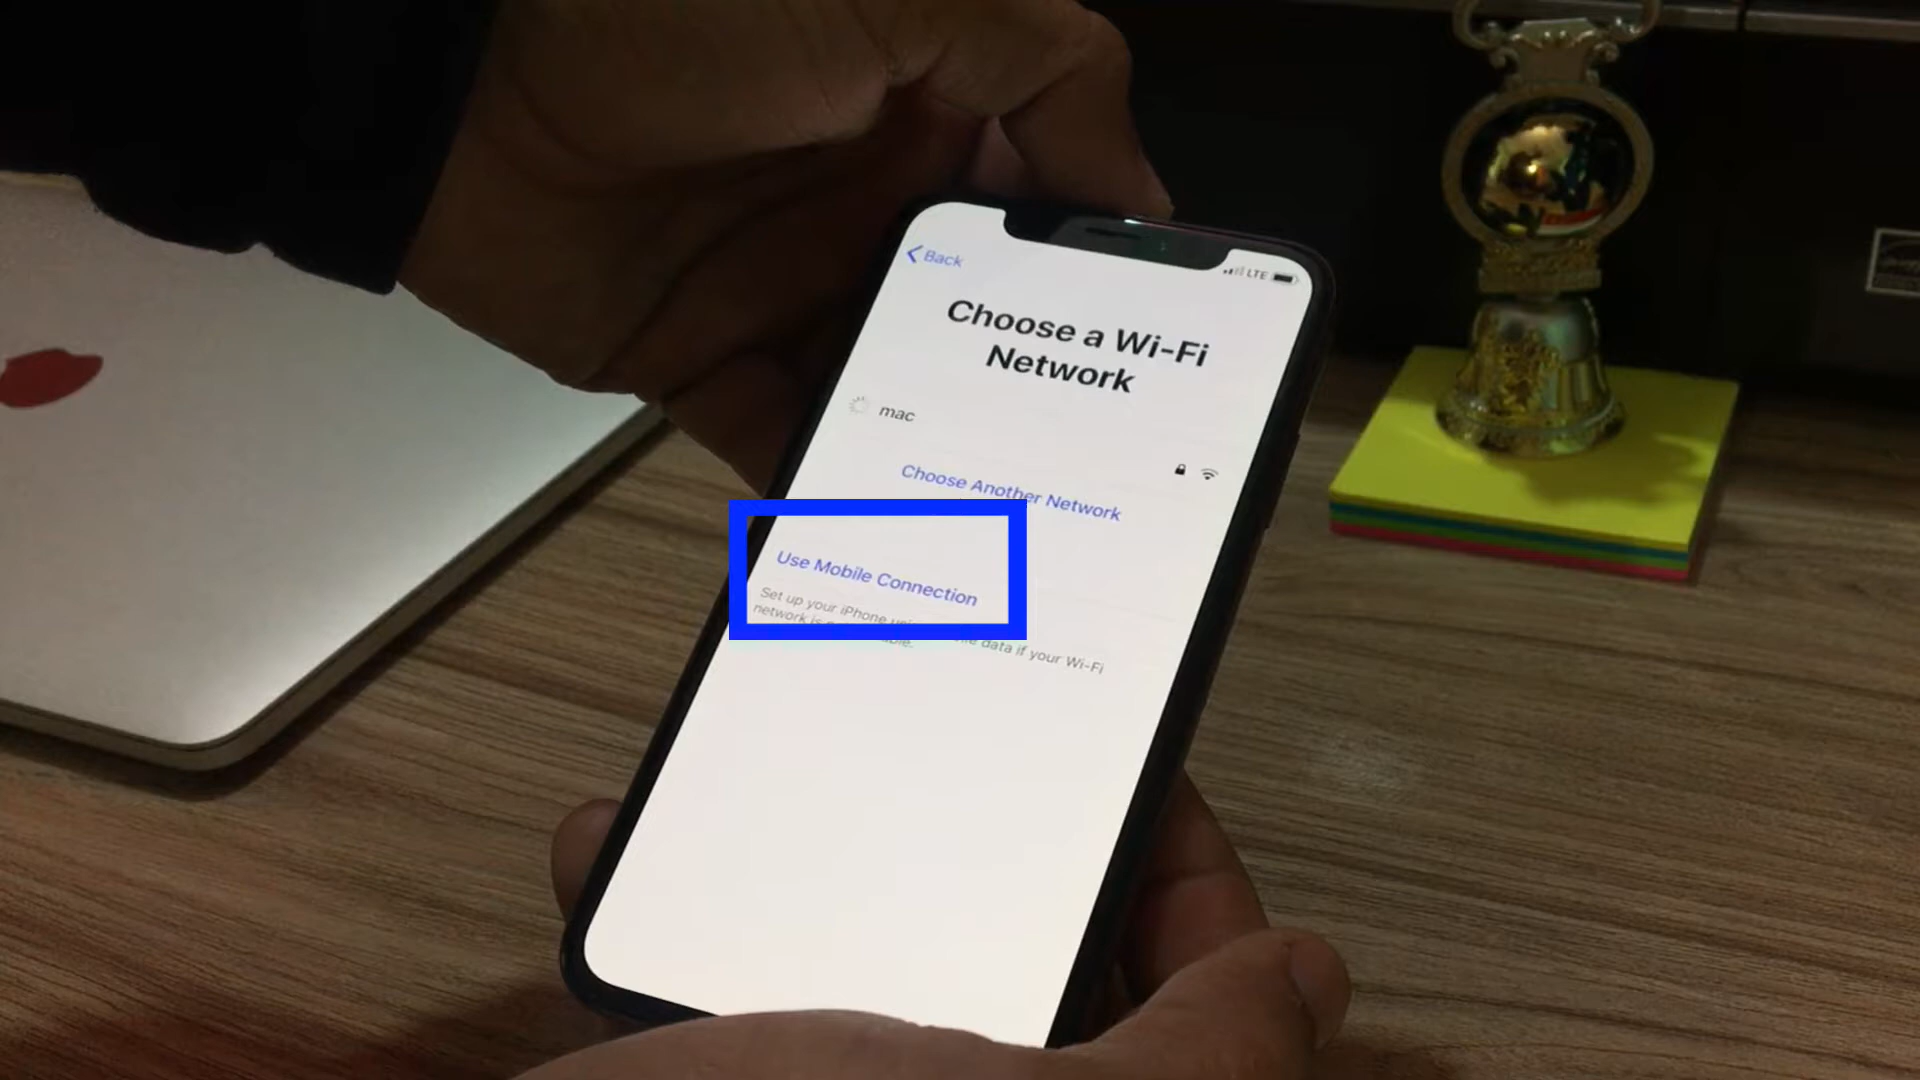 Back
LTE
Choose a Wi-Fi
Network
mac
Choose Another Network
Use Mobile Connection
Set up your iPhone data if your Wi-Fi
network is